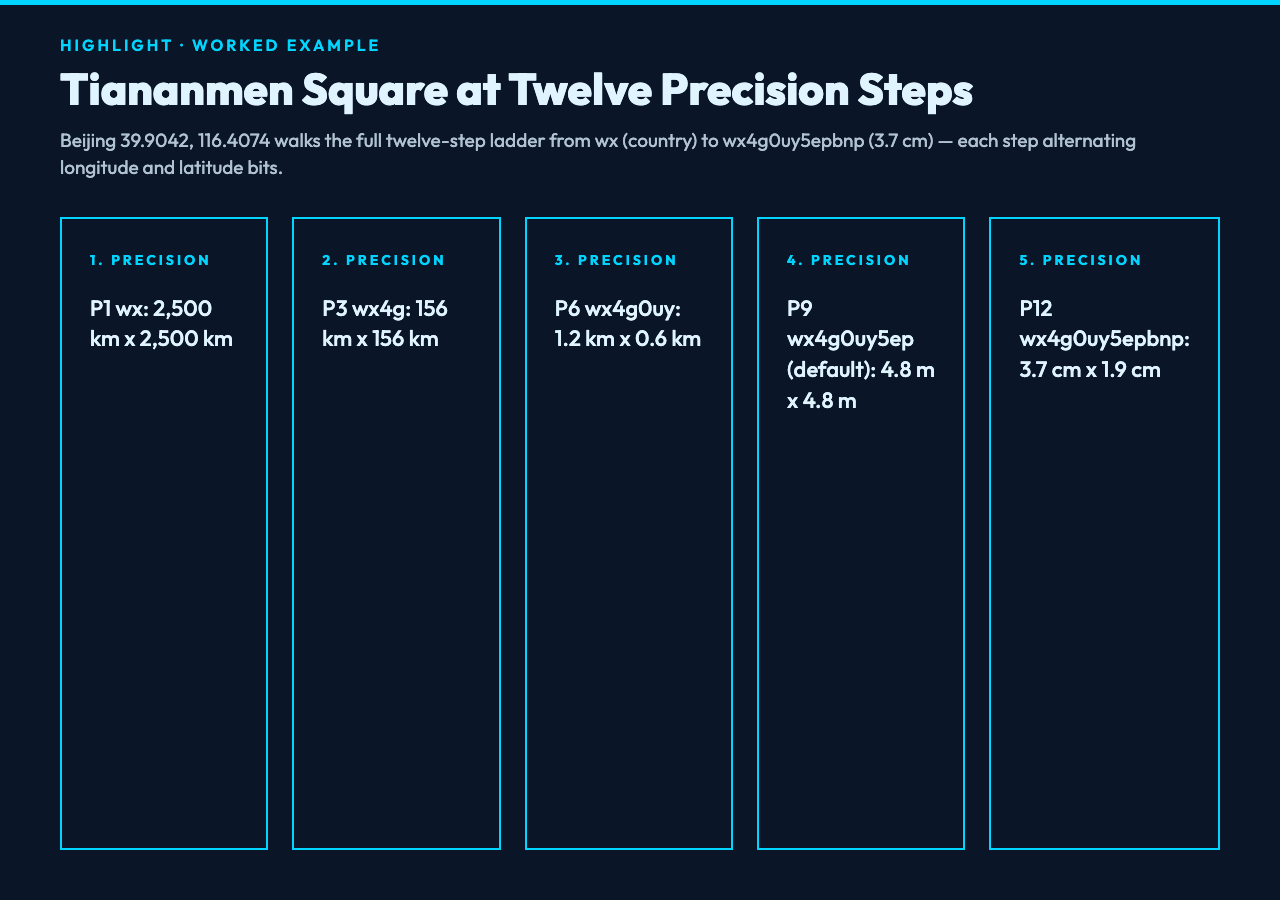 HIGHLIGHT · WORKED EXAMPLE
Tiananmen Square at Twelve Precision Steps
Beijing 39.9042, 116.4074 walks the full twelve-step ladder from wx (country) to wx4g0uy5epbnp (3.7 cm) — each step alternating
longitude and latitude bits.
1. PRECISION
P1 wx: 2,500
km x 2,500 km
2. PRECISION
P3 wx4g: 156
km x 156 km
3. PRECISION
P6 wx4g0uy:
1.2 km x 0.6 km
4. PRECISION
P9
wx4g0uy5ep
(default): 4.8 m
x 4.8 m
5. PRECISION
P12
wx4g0uy5epbnp:
3.7 cm x 1.9 cm